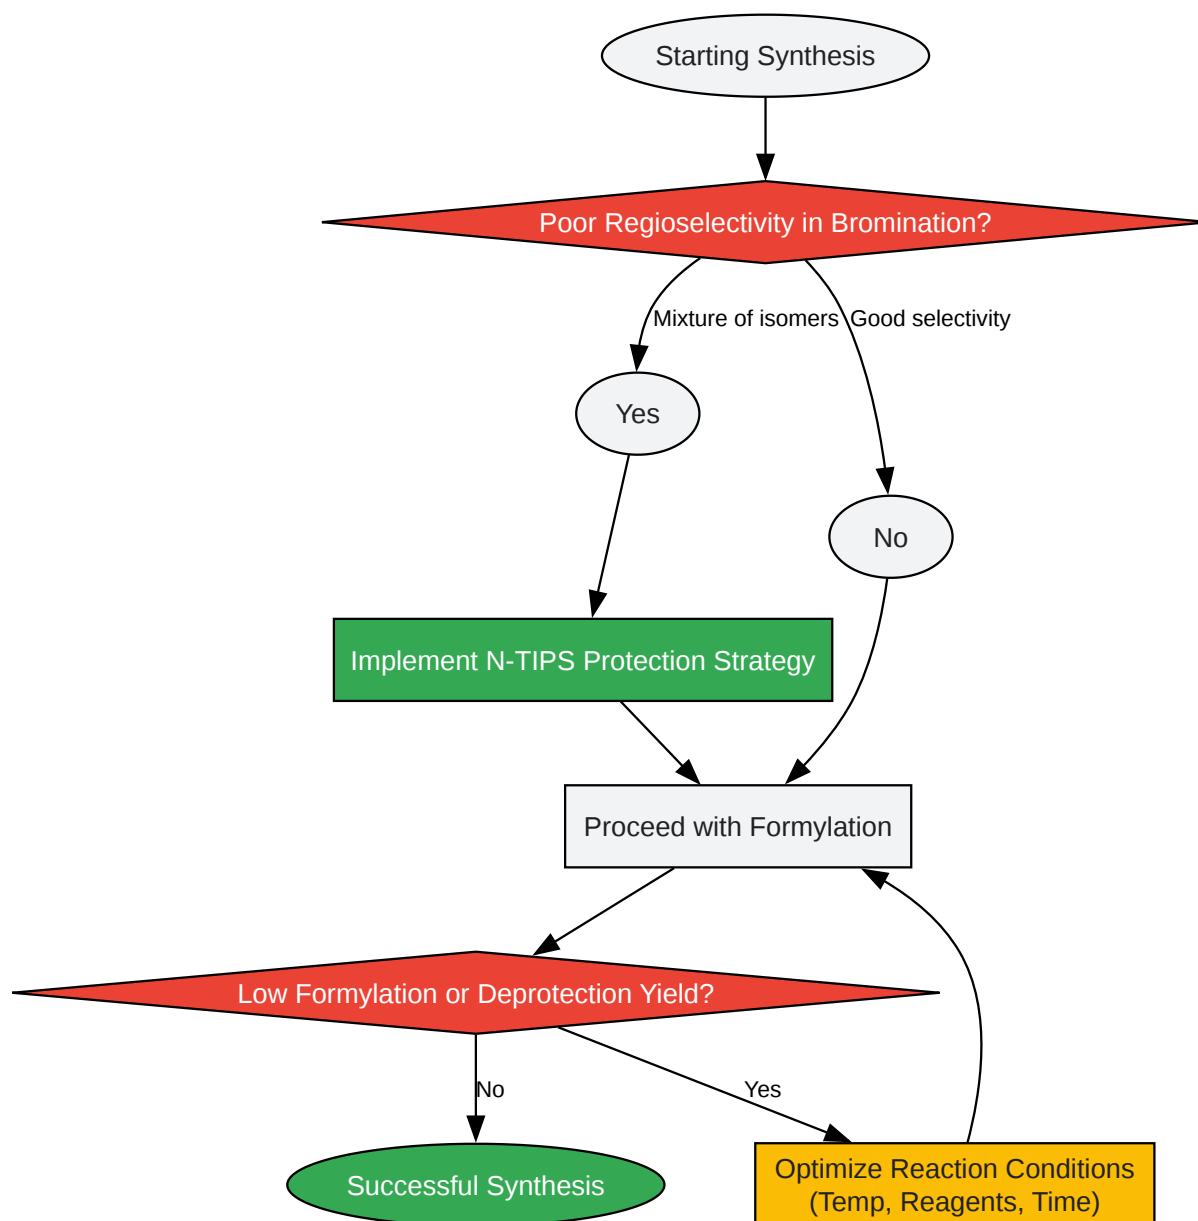 Starting Synthesis
Poor Regioselectivity in Bromination?
Mixture of isomers
Good selectivity
Yes
No
Implement N-TIPS Protection Strategy
Proceed with Formylation
Low Formylation or Deprotection Yield?
No
Yes
Successful Synthesis
Optimize Reaction Conditions
(Temp, Reagents, Time)